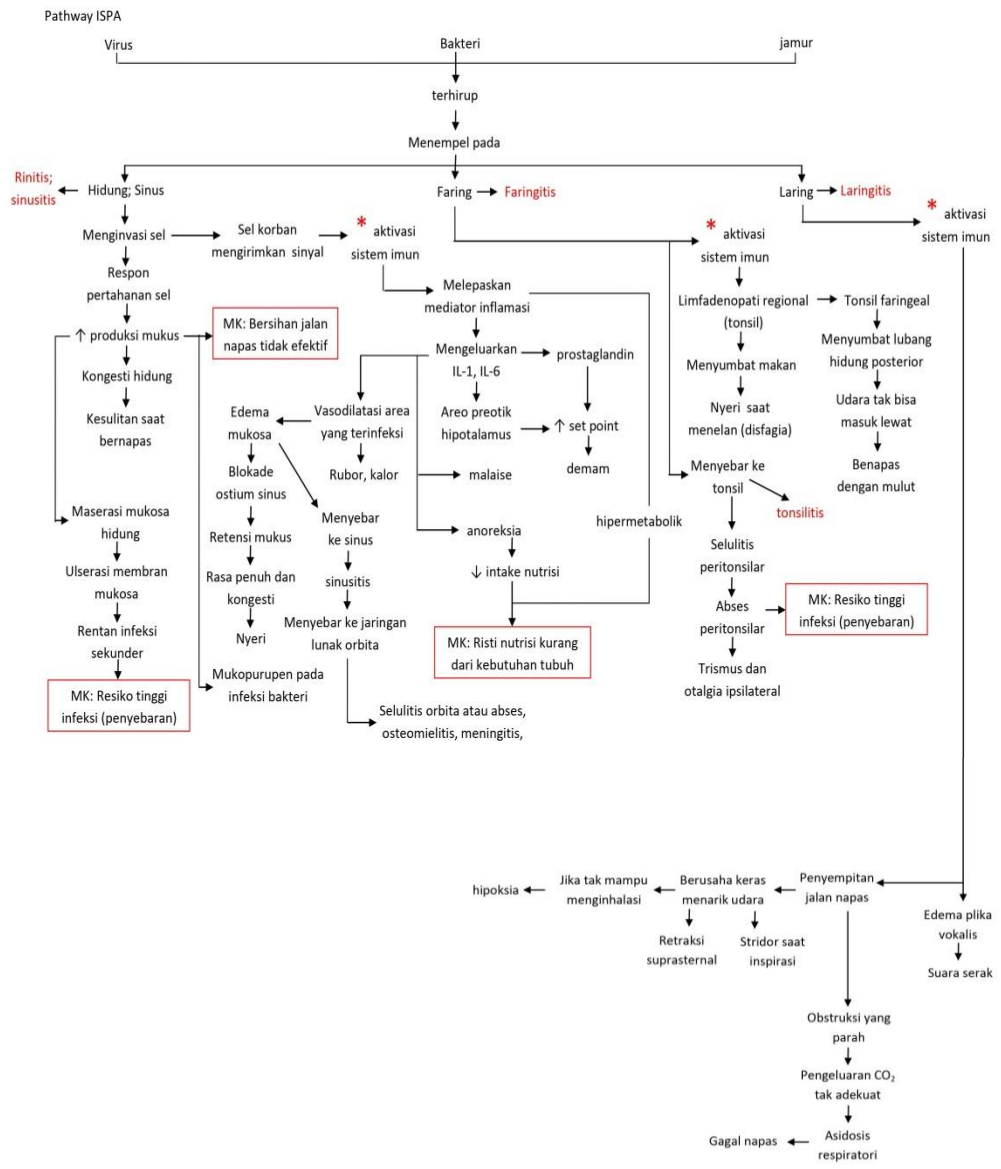 Pathway ISPA
Virus
Bakteri
jamur
terhirup
Menempel pada
Rinitis;
sinusitis
Hidung; Sinus
Faring
Faringitis
Laring
Laringitis
Menginvasi sel
Sel korban
mengirimkan sinyal
* aktivasi
sistem imun
* aktivasi
sistem imun
* aktivasi
sistem imun
Respon
pertahanan sel
↑ produksi mukus
MK: Bersihan jalan
napas tidak efektif
Kongesti hidung
Kesulitan saat
bernapas
Melepaskan
mediator inflamasi
Mengeluarkan
IL-1, IL-6
prostaglandin
Areo preotik
hipotalamus
↑ set point
demam
Limfadenopati regional
(tonsil)
Tonsil faringeal
Menyumbat makan
Menyumbat lubang
hidung posterior
Nyeri saat
menelan (disfagia)
Udara tak bisa
masuk lewat
Benapas
dengan mulut
Edema
mukosa
Vasodilatasi area
yang terinfeksi
Rubor, kalor
malaise
Blokade
ostium sinus
Menyebar
ke sinus
Retensi mukus
sinusitis
Rasa penuh dan
kongesti
Nyeri
Menyebar ke jaringan
lunak orbita
anoreksia
↓ intake nutrisi
hipermetabolik
MK: Risti nutrisi kurang
dari kebutuhan tubuh
Menyebar ke
tonsil
tonsilitis
Selulitis
peritonsilar
Abses
peritonsilar
MK: Resiko tinggi
infeksi (penyebaran)
Trismus dan
otalgia ipsilateral
Maserasi mukosa
hidung
Ulserasi membran
mukosa
Rentan infeksi
sekunder
MK: Resiko tinggi
infeksi (penyebaran)
Mukopurupen pada
infeksi bakteri
Selulitis orbita atau abses,
osteomielitis, meningitis,
hipoksia
Jika tak mampu
menginhalasi
Berusaha keras
menarik udara
Penyempitan
jalan napas
Retraksi
suprasternal
Stridor saat
inspirasi
Edema plika
vokalis
Suara serak
Obstruksi yang
parah
Pengeluaran CO₂
tak adekuat
Gagal napas
Asidosis
respiratori